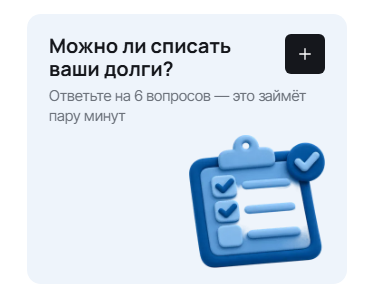 Можно ли списать
ваши долги?
Ответьте на 6 вопросов — это займёт
пару минут